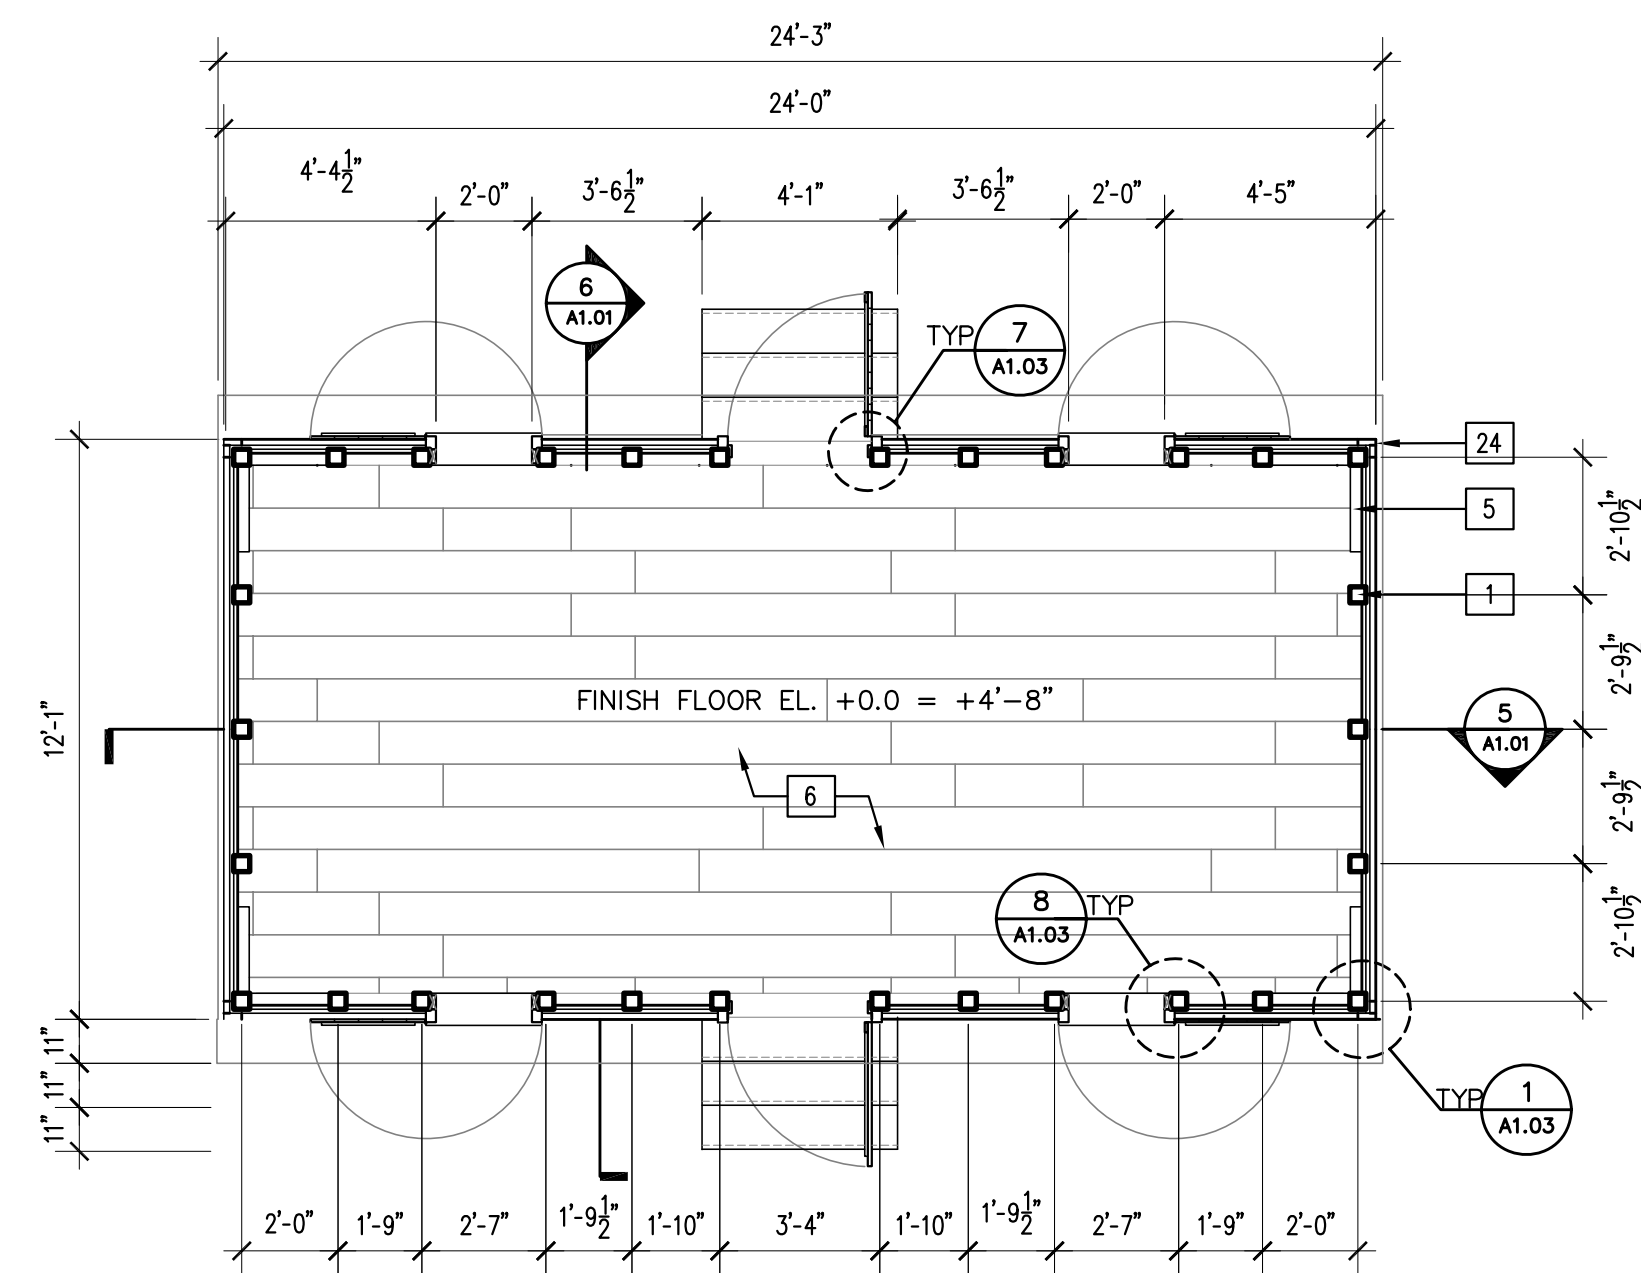 24'-3"
24'-0"
4'-4½" 2'-0" 3'-6½" 4'-1" 3'-6½" 2'-0" 4'-5"
6
A1.01
TYP 7
A1.03
24
5
2'-10½"
1
2'-9½"
FINISH FLOOR EL. +0.0 = +4'-8"
12'-1"
5
A1.01
6
2'-9½"
8 TYP
A1.03
2'-10½"
11"
11"
11"
TYP 1
A1.03
2'-0" 1'-9" 2'-7" 1'-9½" 1'-10" 3'-4" 1'-10" 1'-9½" 2'-7" 1'-9" 2'-0"